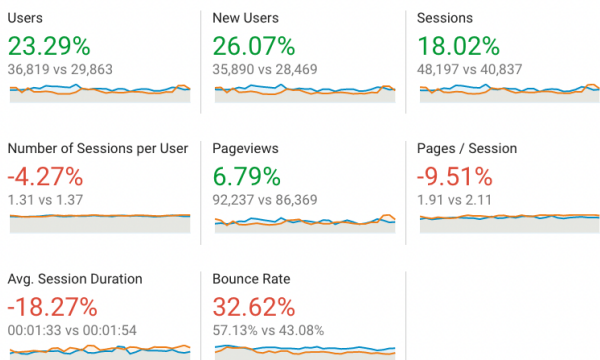 Users
23.29%
36,819 vs 29,863
New Users
26.07%
35,890 vs 28,469
Sessions
18.02%
48,197 vs 40,837
Number of Sessions per User
-4.27%
1.31 vs 1.37
Pageviews
6.79%
92,237 vs 86,369
Pages / Session
-9.51%
1.91 vs 2.11
Avg. Session Duration
-18.27%
00:01:33 vs 00:01:54
Bounce Rate
32.62%
57.13% vs 43.08%